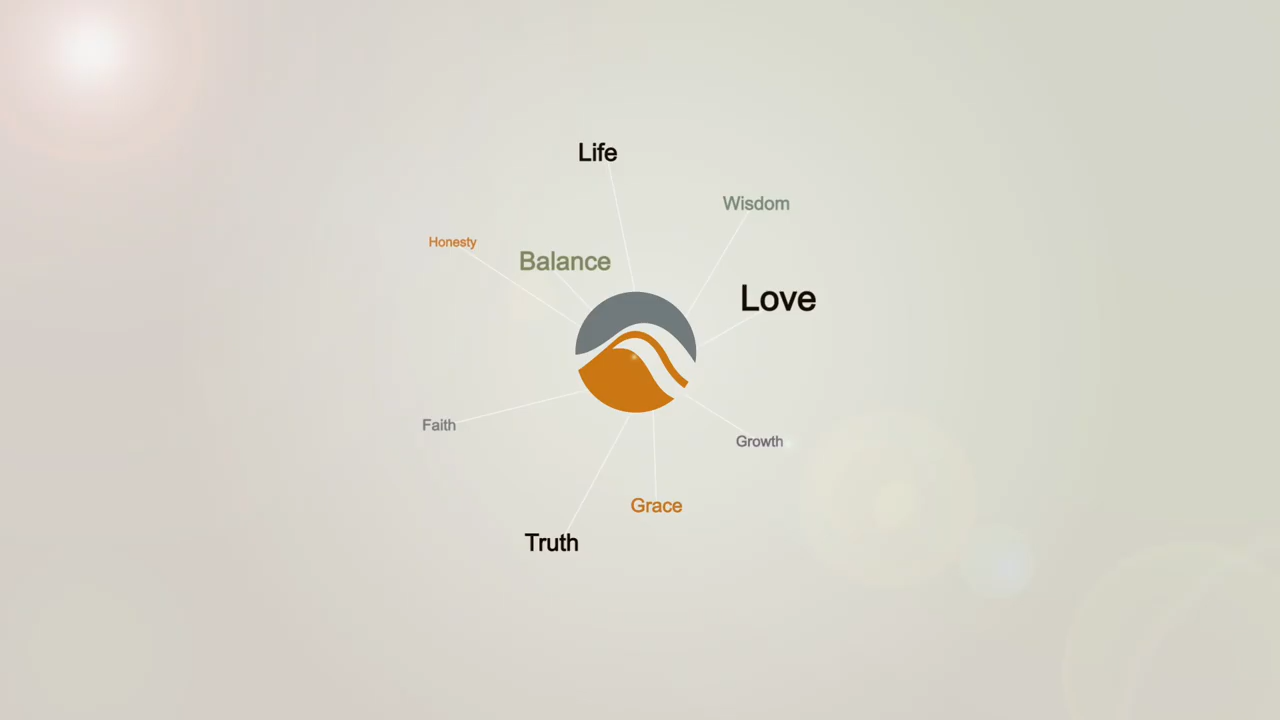 Life
Wisdom
Honesty
Balance
Love
Faith
Growth
Grace
Truth